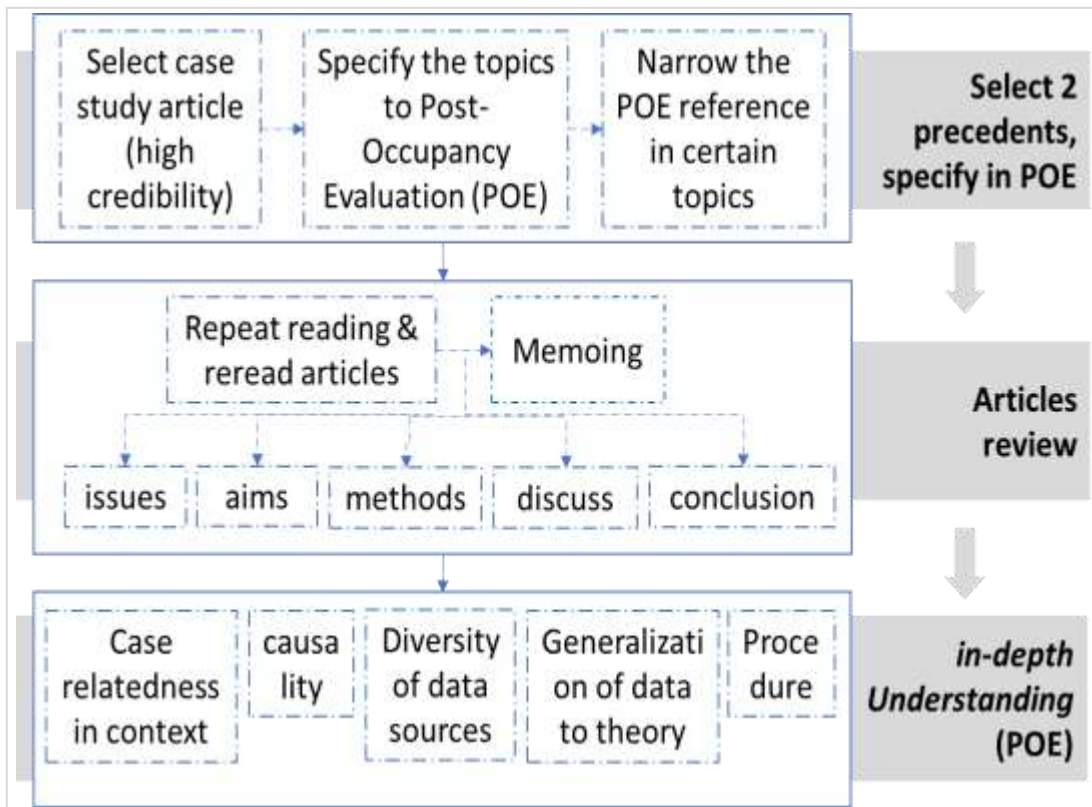 Select case
study article
(high
credibility)
Specify the topics
to Post-
Occupancy
Evaluation (POE)
Narrow the
POE reference
in certain
topics
Select 2
precedents,
specify in POE
Repeat reading &
reread articles
Memoing
issues
aims
methods
discuss
conclusion
Articles
review
Case
relatedness
in context
causa
lity
Diversity
of data
sources
Generalizati
on of data
to theory
Proce
dure
in-depth
Understanding
(POE)